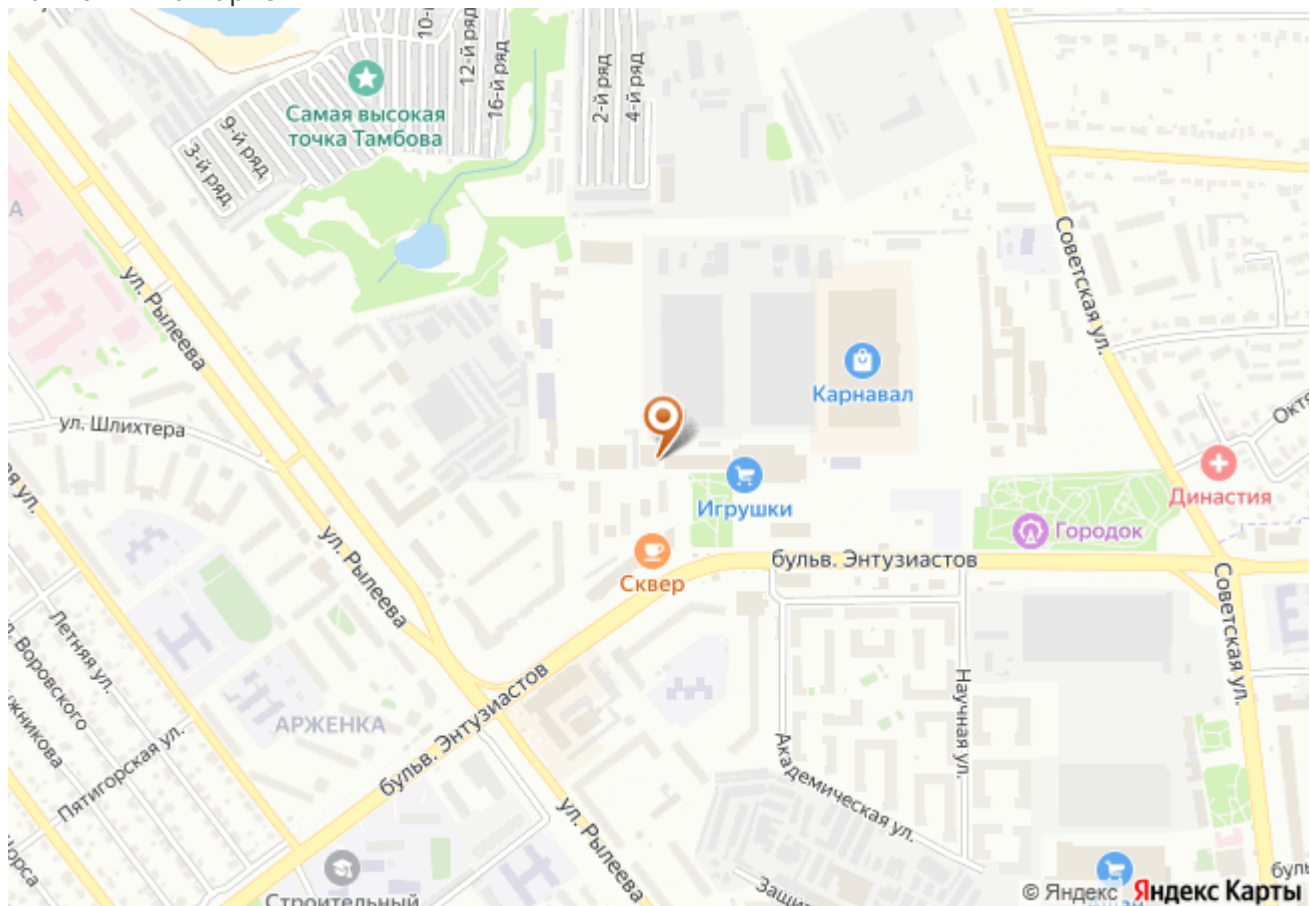 10-й ряд
12-й ряд
16-й ряд
2-й ряд
4-й ряд
Самая высокая
точка Тамбова
9-й ряд
3-й ряд
А
ул. Рылеева
Советская ул.
Карнавал
ул. Шлихтера
Игрушки
Династия
Городок
бульв. Энтузиастов
Сквер
ул. Рылеева
Советская ул.
Летняя ул.
Воровского
АРЖЕНКА
Пятигорская ул.
бульв. Энтузиастов
Научная ул.
Академическая ул.
ул. Рылеева
Строительный
© Яндекс Яндекс Карты